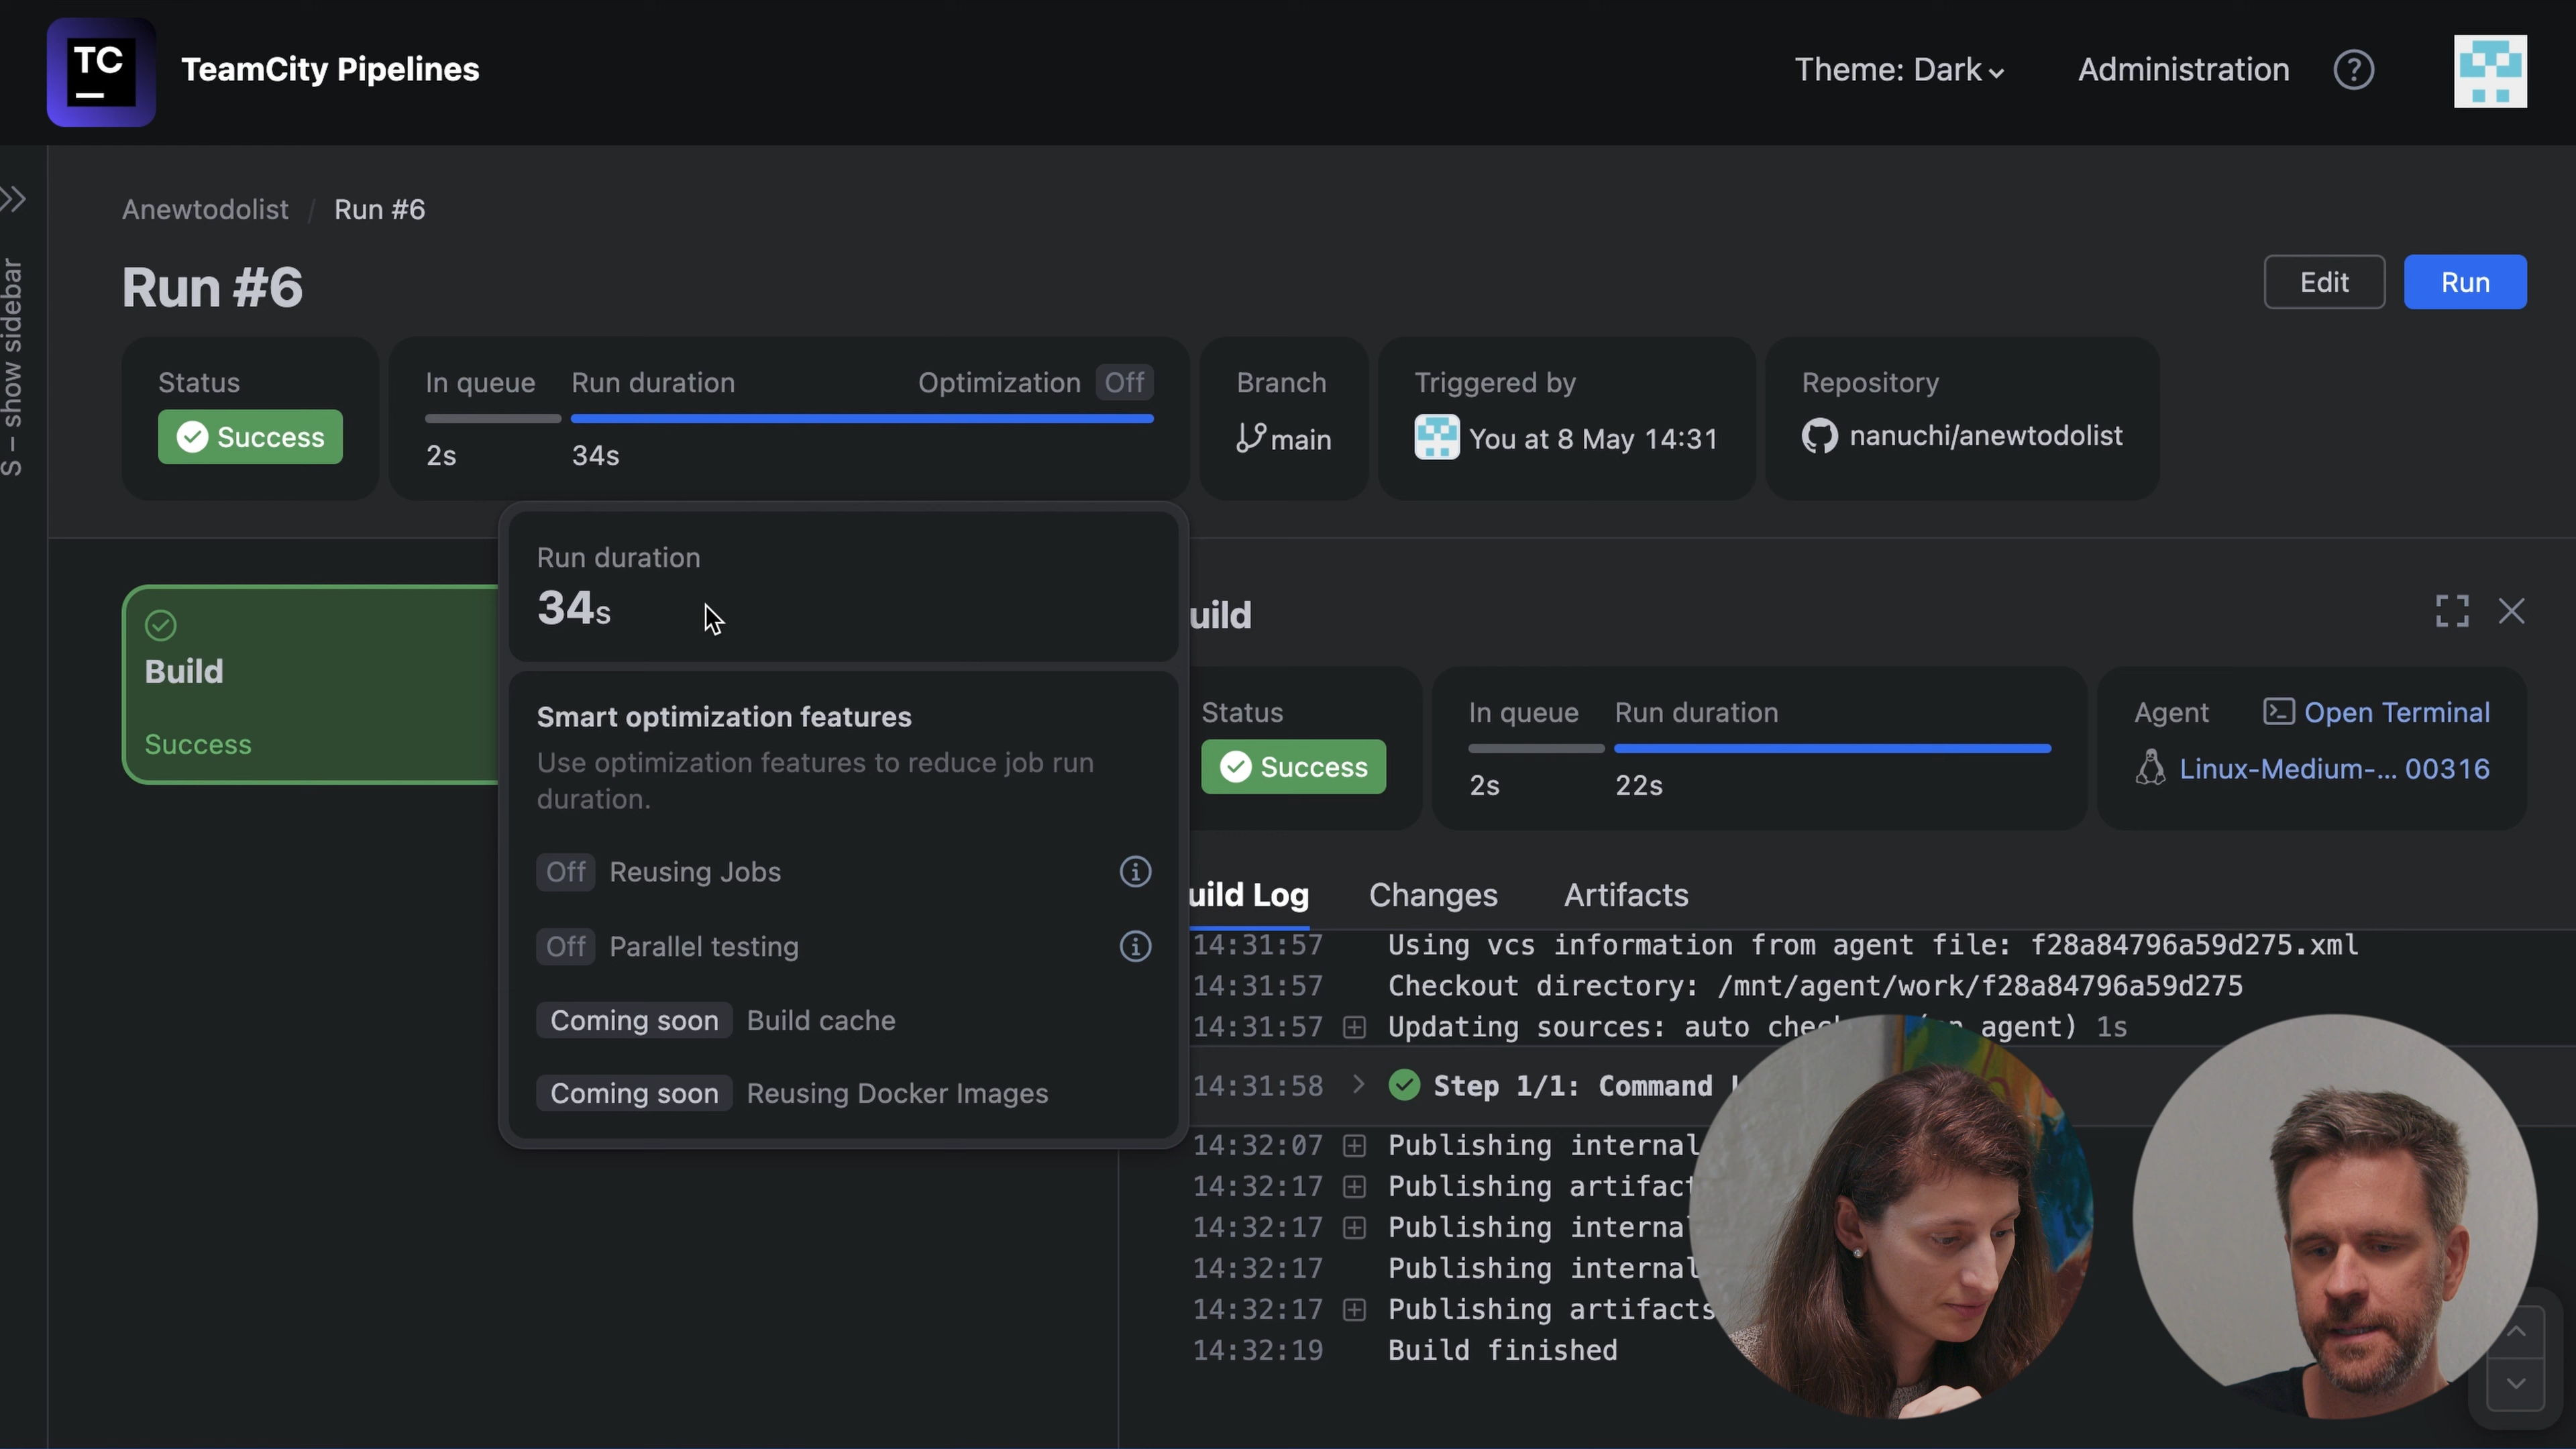 TC
TeamCity Pipelines
Theme: Dark
Administration
?
S – show sidebar
Anewtodolist / Run #6
Run #6
Edit
Run
Status
Success
In queue
Run duration
Optimization Off
2s
34s
Branch
main
Triggered by
You at 8 May 14:31
Repository
nanuchi/anewtodolist
Build
Success
Run duration
34s
Smart optimization features
Use optimization features to reduce job run
duration.
Off Reusing Jobs
Off Parallel testing
Coming soon Build cache
Coming soon Reusing Docker Images
uild
Status
Success
In queue
Run duration
2s
22s
Agent
Open Terminal
Linux-Medium-... 00316
uild Log
Changes
Artifacts
14:31:57 Using vcs information from agent file: f28a84796a59d275.xml
14:31:57 Checkout directory: /mnt/agent/work/f28a84796a59d275
14:31:57 Updating sources: auto agent) 1s
14:31:58 Step 1/1: Command
14:32:07 Publishing internal
14:32:17 Publishing artifact
14:32:17 Publishing internal
14:32:17 Publishing internal
14:32:17 Publishing artifacts
14:32:19 Build finished